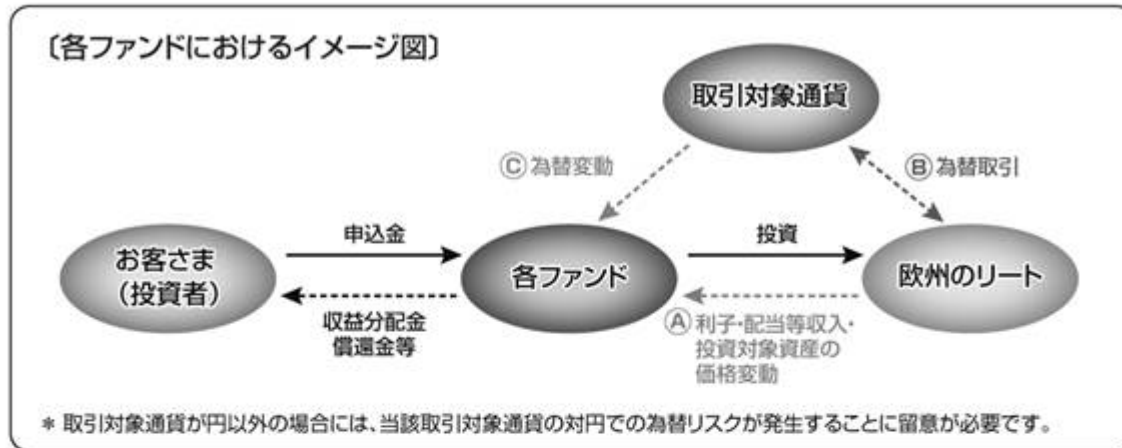 〔各ファンドにおけるイメージ図〕
取引対象通貨
Ⓒ 為替変動
Ⓑ 為替取引
申込金
投資
お客さま
(投資者)
各ファンド
欧州のリート
収益分配金
償還金等
Ⓐ 利子・配当等収入・
投資対象資産の
価格変動
* 取引対象通貨が円以外の場合には、当該取引対象通貨の対円での為替リスクが発生することに留意が必要です。